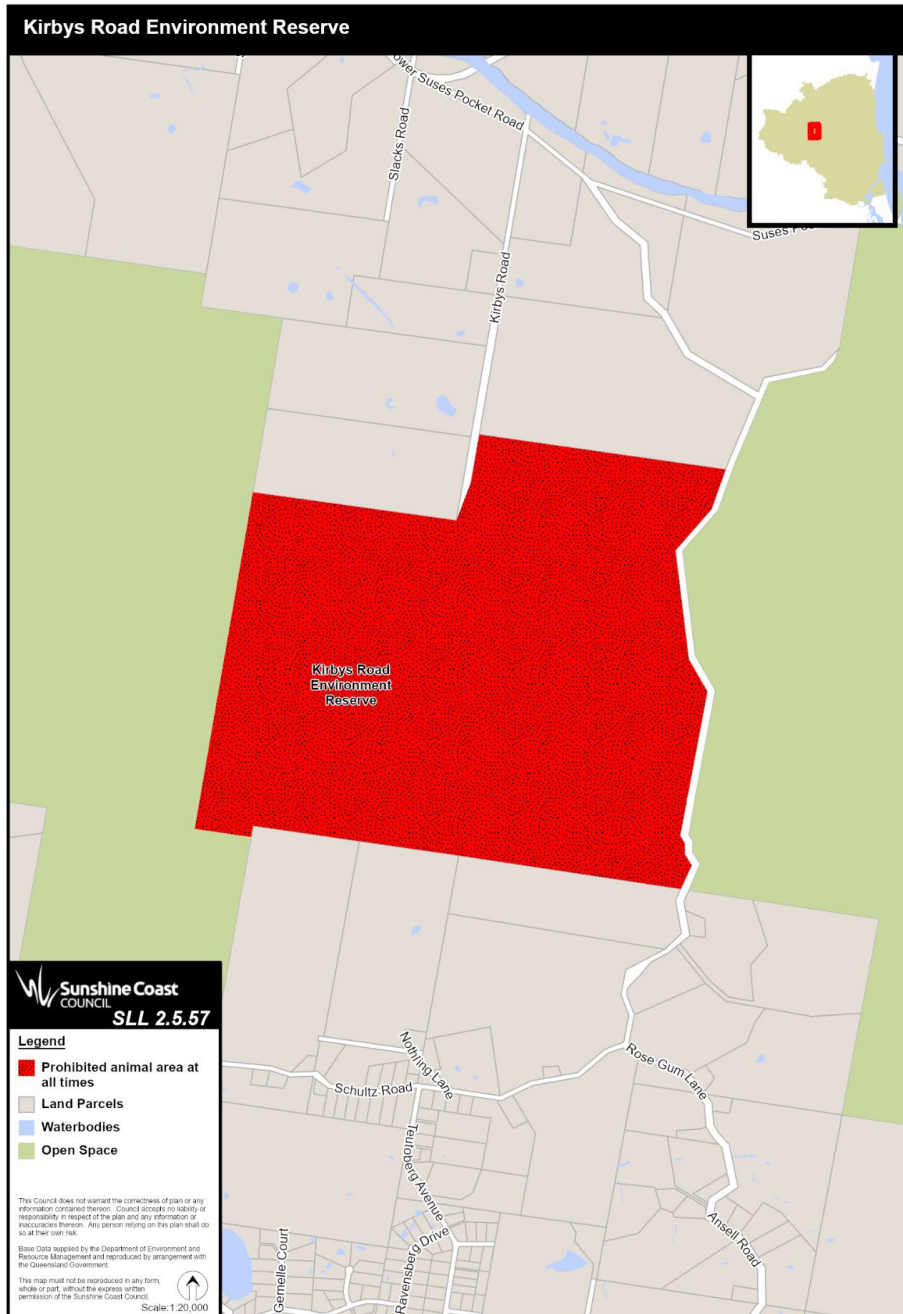 Kirbys Road Environment Reserve
ower Suses Pocket Road
Slacks Road
Suses Po
Kirbys Road
Kirbys Road
Environment
Reserve
Sunshine Coast
COUNCIL
SLL 2.5.57
Legend
Prohibited animal area at
all times
Land Parcels
Waterbodies
Open Space
This Council does not warrant the correctness of plan or any
information contained thereon. Council accepts no liability or
responsibility in respect of the plan and any information or
inaccuracies thereon. Any person relying on this plan shall do
so at their own risk.
Base Data supplied by the Department of Environment and
Resource Management and reproduced by arrangement with
the Queensland Government.
This map must not be reproduced in any form,
whole or part, without the express written
permission of the Sunshine Coast Council.
Scale:1:20,000
Nothling Lane
Schultz Road
Rose Gum Lane
Teutoberg Avenue
Ansell Road
Ravensberg Drive
Gemelle Court